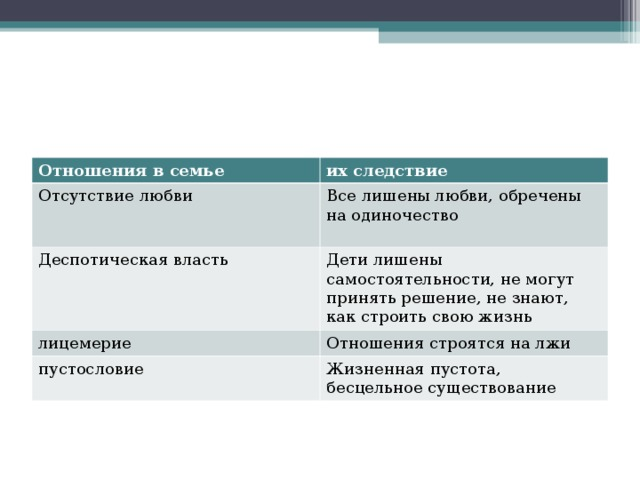 Отношения в семье
их следствие
Отсутствие любви
Все лишены любви, обречены
на одиночество
Деспотическая власть
Дети лишены
самостоятельности, не могут
принять решение, не знают,
как строить свою жизнь
лицемерие
Отношения строятся на лжи
пустословие
Жизненная пустота,
бесцельное существование